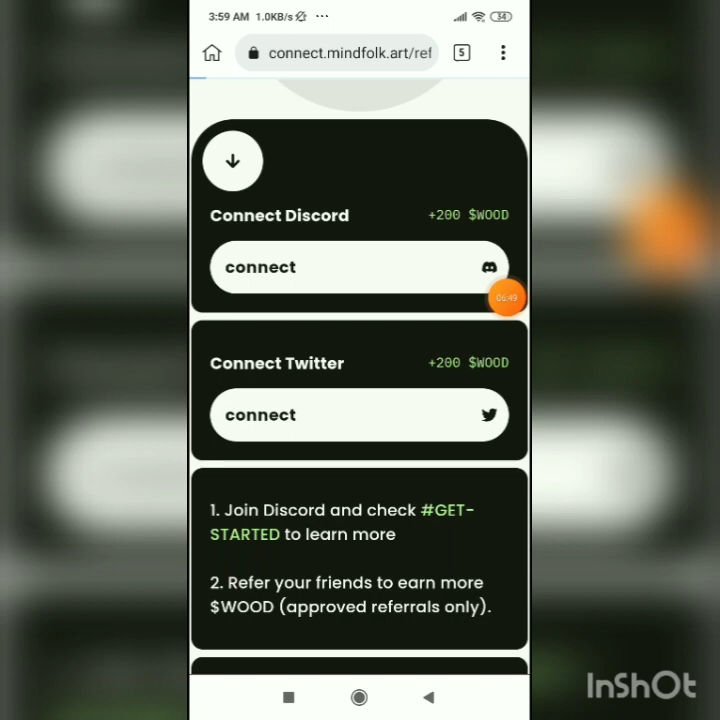 3:59 AM 1.0KB/s ··· 34
connect.mindfolk.art/ref 5
Connect Discord +200 $WOOD
connect
06:49
Connect Twitter +200 $WOOD
connect
1. Join Discord and check #GET-
STARTED to learn more
2. Refer your friends to earn more
$WOOD (approved referrals only).
InShOt